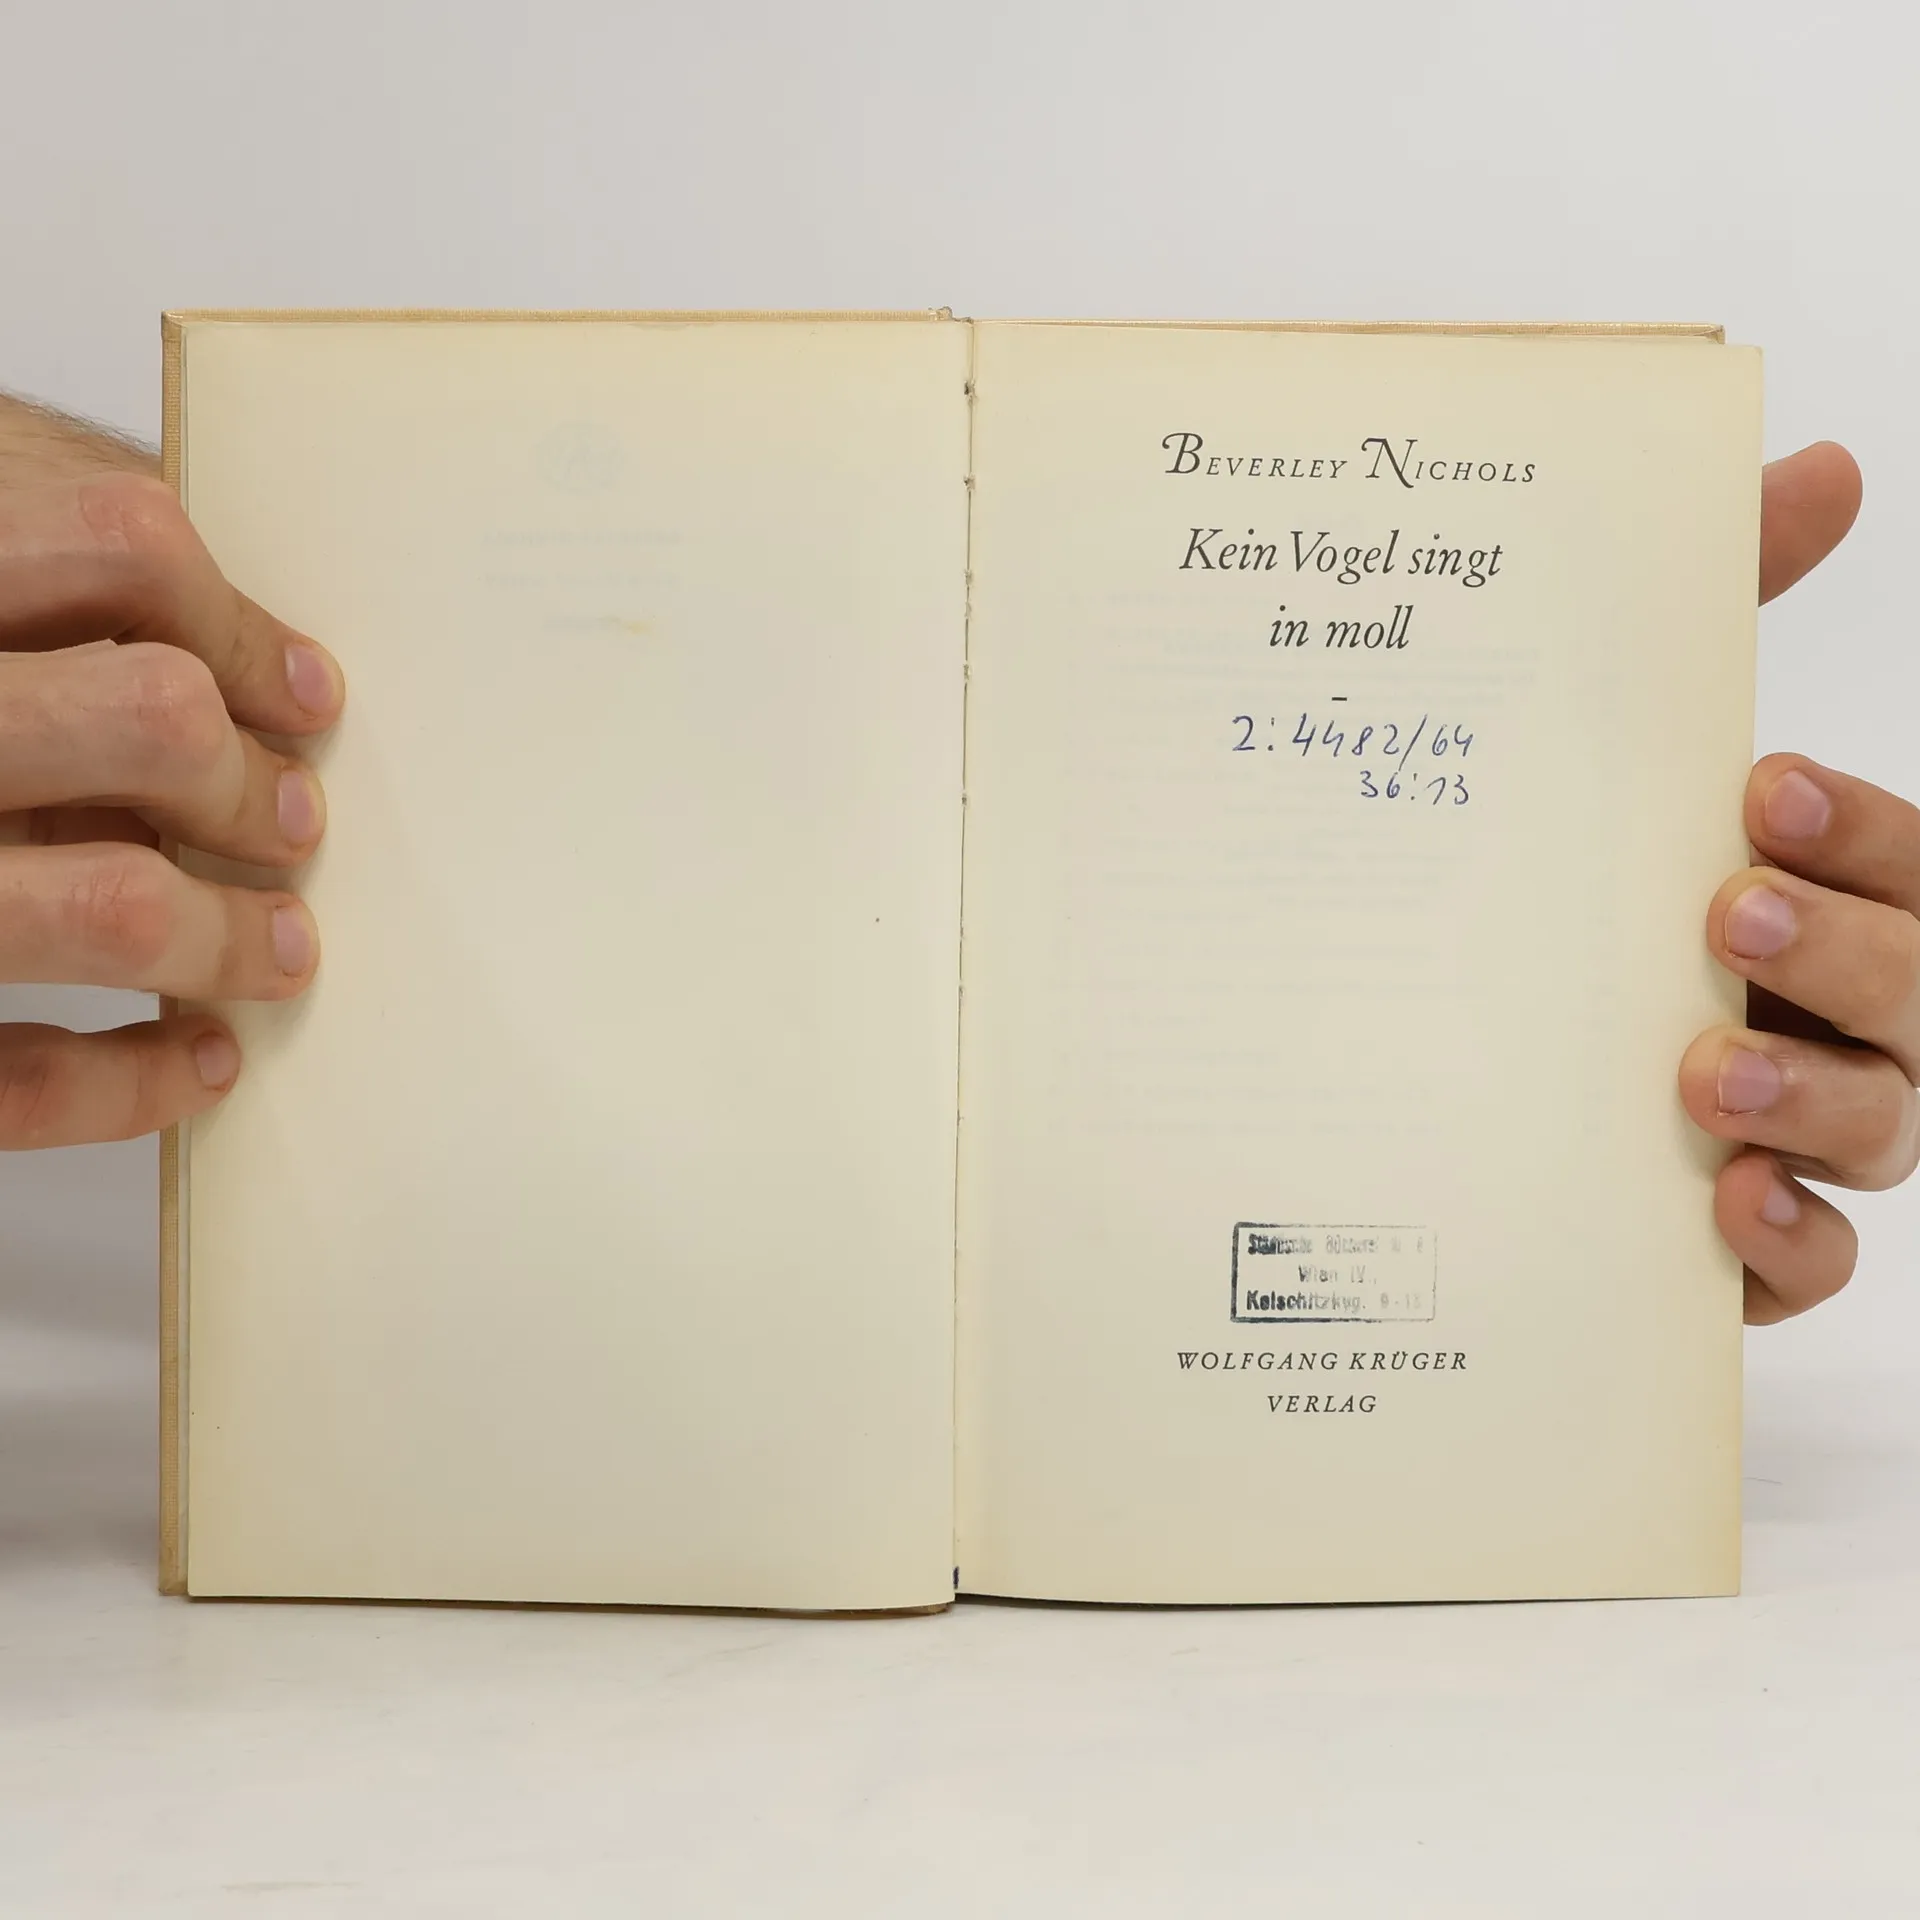 BEVERLEY NICHOLS
Kein Vogel singt
in moll
–
2: 4482/64
36:13
Wien IV.,
WOLFGANG KRÜGER
VERLAG